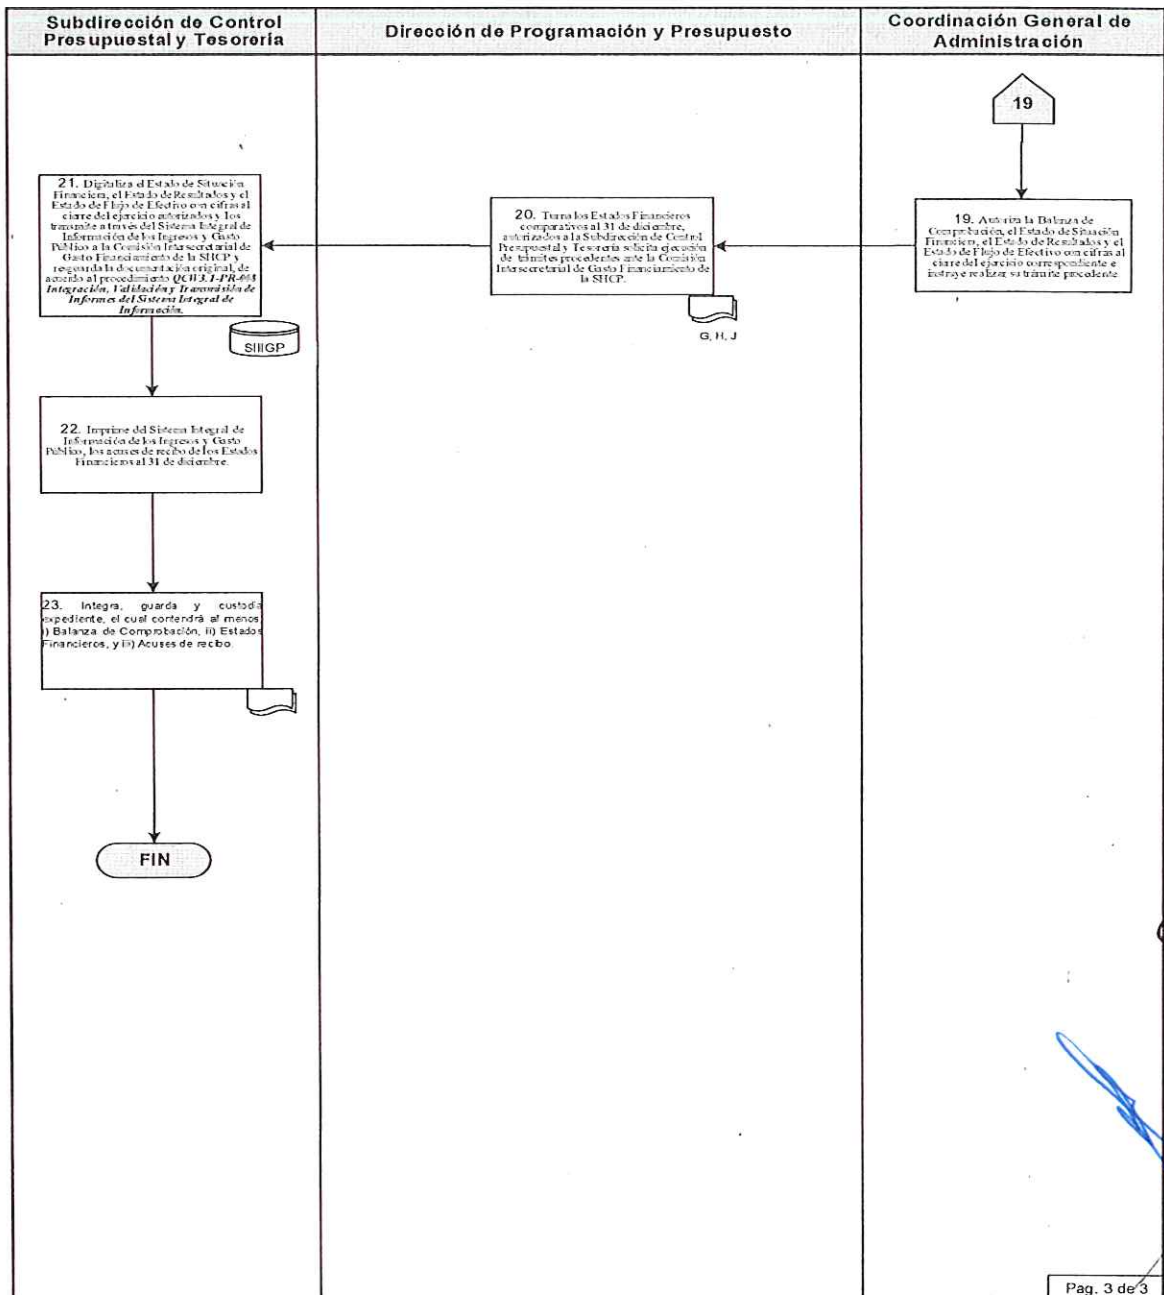 Subdirección de Control
Presupuestal y Tesorería
Dirección de Programación y Presupuesto
Coordinación General de
Administración
19
19. Autoriza la Balanza de
Comprobación, el Estado de Situación
Financiera, el Estado de Resultados y el
Estado de Flujo de Efectivo con cifras al
cierre del ejercicio correspondiente e
instruye realizar su trámite procedente
20. Turna los Estados Financieros
comparativos al 31 de diciembre,
autorizados a la Subdirección de Control
Presupuestal y Tesorería solicita ejecución
de trámites procedentes ante la Comisión
Intersecretarial de Gasto Financiamiento de
la SHCP.
G, H, J
21. Digitaliza el Estado de Situación
Financiera, el Estado de Resultados y el
Estado de Flujo de Efectivo con cifras al
cierre del ejercicio autorizados y los
transmite a través del Sistema Integral de
Información de los Ingresos y Gasto
Público a la Comisión Intersecretarial de
Gasto Financiamiento de la SHCP y
resguarda la documentación original, de
acuerdo al procedimiento
Integración, Validación y Transmisión de
Informes del Sistema Integral de
Información.
SIIIGP
22. Imprime del Sistema Integral de
Información de los Ingresos y Gasto
Público, los acuses de recibo de los Estados
Financieros al 31 de diciembre.
23. Integra, guarda y custodia
expediente, el cual contendrá al menos
i) Balanza de Comprobación, ii) Estados
Financieros, y iii) Acuses de recibo.
FIN
Pag. 3 de 3